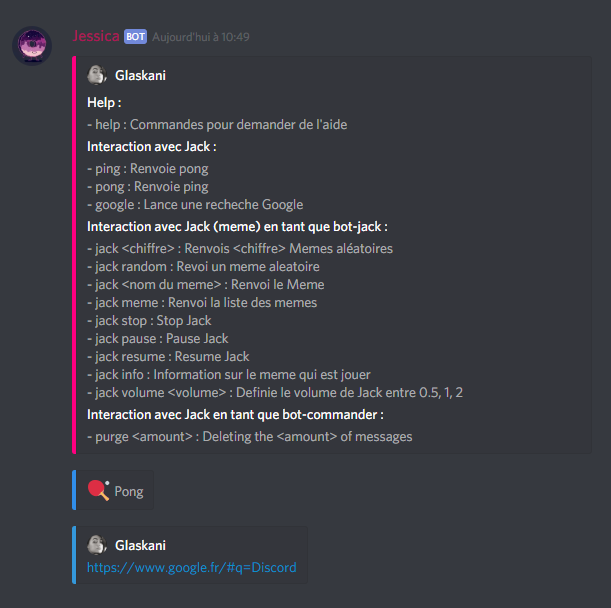 Jessica BOT Aujourd'hui à 10:49
Glaskani
Help :
- help : Commandes pour demander de l'aide
Interaction avec Jack :
- ping : Renvoie pong
- pong : Renvoie ping
- google : Lance une recheche Google
Interaction avec Jack (meme) en tant que bot-jack :
- jack <chiffre> : Renvois <chiffre> Memes aléatoires
- jack random : Revoi un meme aleatoire
- jack <nom du meme> : Renvoi le Meme
- jack meme : Renvoi la liste des memes
- jack stop : Stop Jack
- jack pause : Pause Jack
- jack resume : Resume Jack
- jack info : Information sur le meme qui est jouer
- jack volume <volume> : Definie le volume de Jack entre 0.5, 1, 2
Interaction avec Jack en tant que bot-commander :
- purge <amount> : Deleting the <amount> of messages
Pong
Glaskani
https://www.google.fr/#q=Discord